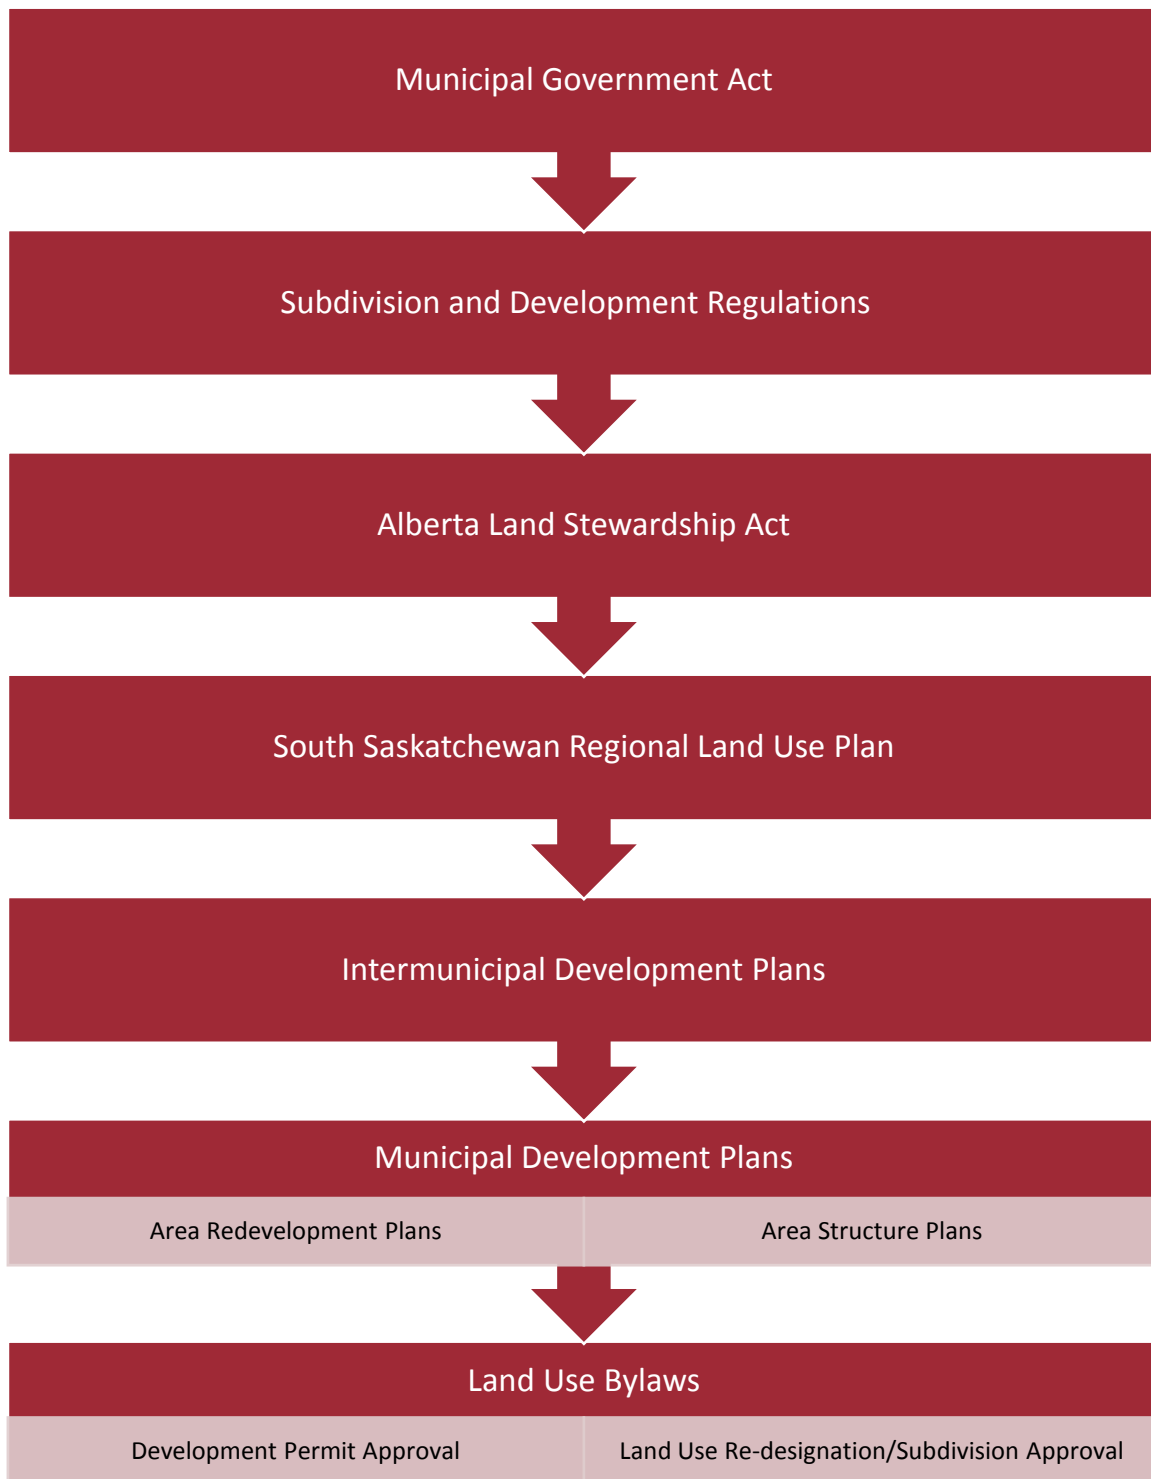 Municipal Government Act
Subdivision and Development Regulations
Alberta Land Stewardship Act
South Saskatchewan Regional Land Use Plan
Intermunicipal Development Plans
Municipal Development Plans
Area Redevelopment Plans
Area Structure Plans
Land Use Bylaws
Development Permit Approval
Land Use Re-designation/Subdivision Approval